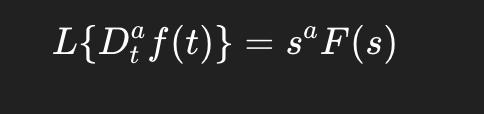 L{D_t^a f(t)} = s^a F(s)